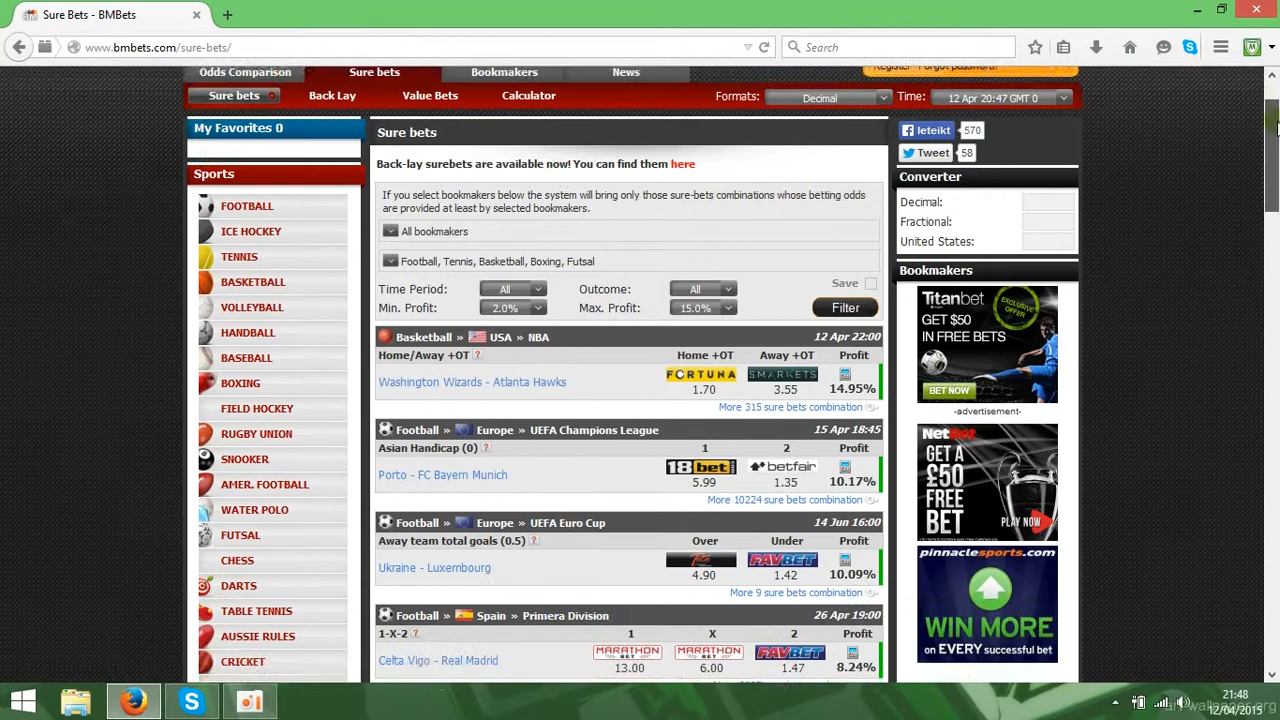 Sure Bets - BMBets
www.bmbets.com/sure-bets/
Search
Odds Comparison Sure bets Bookmakers News
Register Forgot password?
Sure bets Back Lay Value Bets Calculator
Formats: Decimal Time: 12 Apr 20:47 GMT 0
My Favorites 0
Sports
FOOTBALL
ICE HOCKEY
TENNIS
BASKETBALL
VOLLEYBALL
HANDBALL
BASEBALL
BOXING
FIELD HOCKEY
RUGBY UNION
SNOOKER
AMER. FOOTBALL
WATER POLO
FUTSAL
CHESS
DARTS
TABLE TENNIS
AUSSIE RULES
CRICKET
Sure bets
Back-lay surebets are available now! You can find them here
If you select bookmakers below the system will bring only those sure-bets combinations whose betting odds
are provided at least by selected bookmakers.
All bookmakers
Football, Tennis, Basketball, Boxing, Futsal
Time Period: All Outcome: All Save
Min. Profit: 2.0% Max. Profit: 15.0% Filter
Basketball » USA » NBA 12 Apr 22:00
Home/Away +OT ? Home +OT Away +OT Profit
FORTUNA SMARKETS
Washington Wizards - Atlanta Hawks 1.70 3.55 14.95%
More 315 sure bets combination
Football » Europe » UEFA Champions League 15 Apr 18:45
Asian Handicap (0) ? 1 2 Profit
18bet betfair
Porto - FC Bayern Munich 5.99 1.35 10.17%
More 10224 sure bets combination
Football » Europe » UEFA Euro Cup 14 Jun 16:00
Away team total goals (0.5) ? Over Under Profit
Toto FAVBET
Ukraine - Luxembourg 4.90 1.42 10.09%
More 9 sure bets combination
Football » Spain » Primera Division 26 Apr 19:00
1-X-2 ? 1 X 2 Profit
MARATHON BET MARATHON BET FAVBET
Celta Vigo - Real Madrid 13.00 6.00 1.47 8.24%
Ieteikt 570
Tweet 58
Converter
Decimal:
Fractional:
United States:
Bookmakers
Titanbet
EXCLUSIVE
OFFER
GET $50
IN FREE BETS
BET NOW
-advertisement-
NetBet
GET A
£50
FREE
BET
PLAY NOW
pinnaclesports.com
WIN MORE
on EVERY successful bet
21:48
12/04/2015